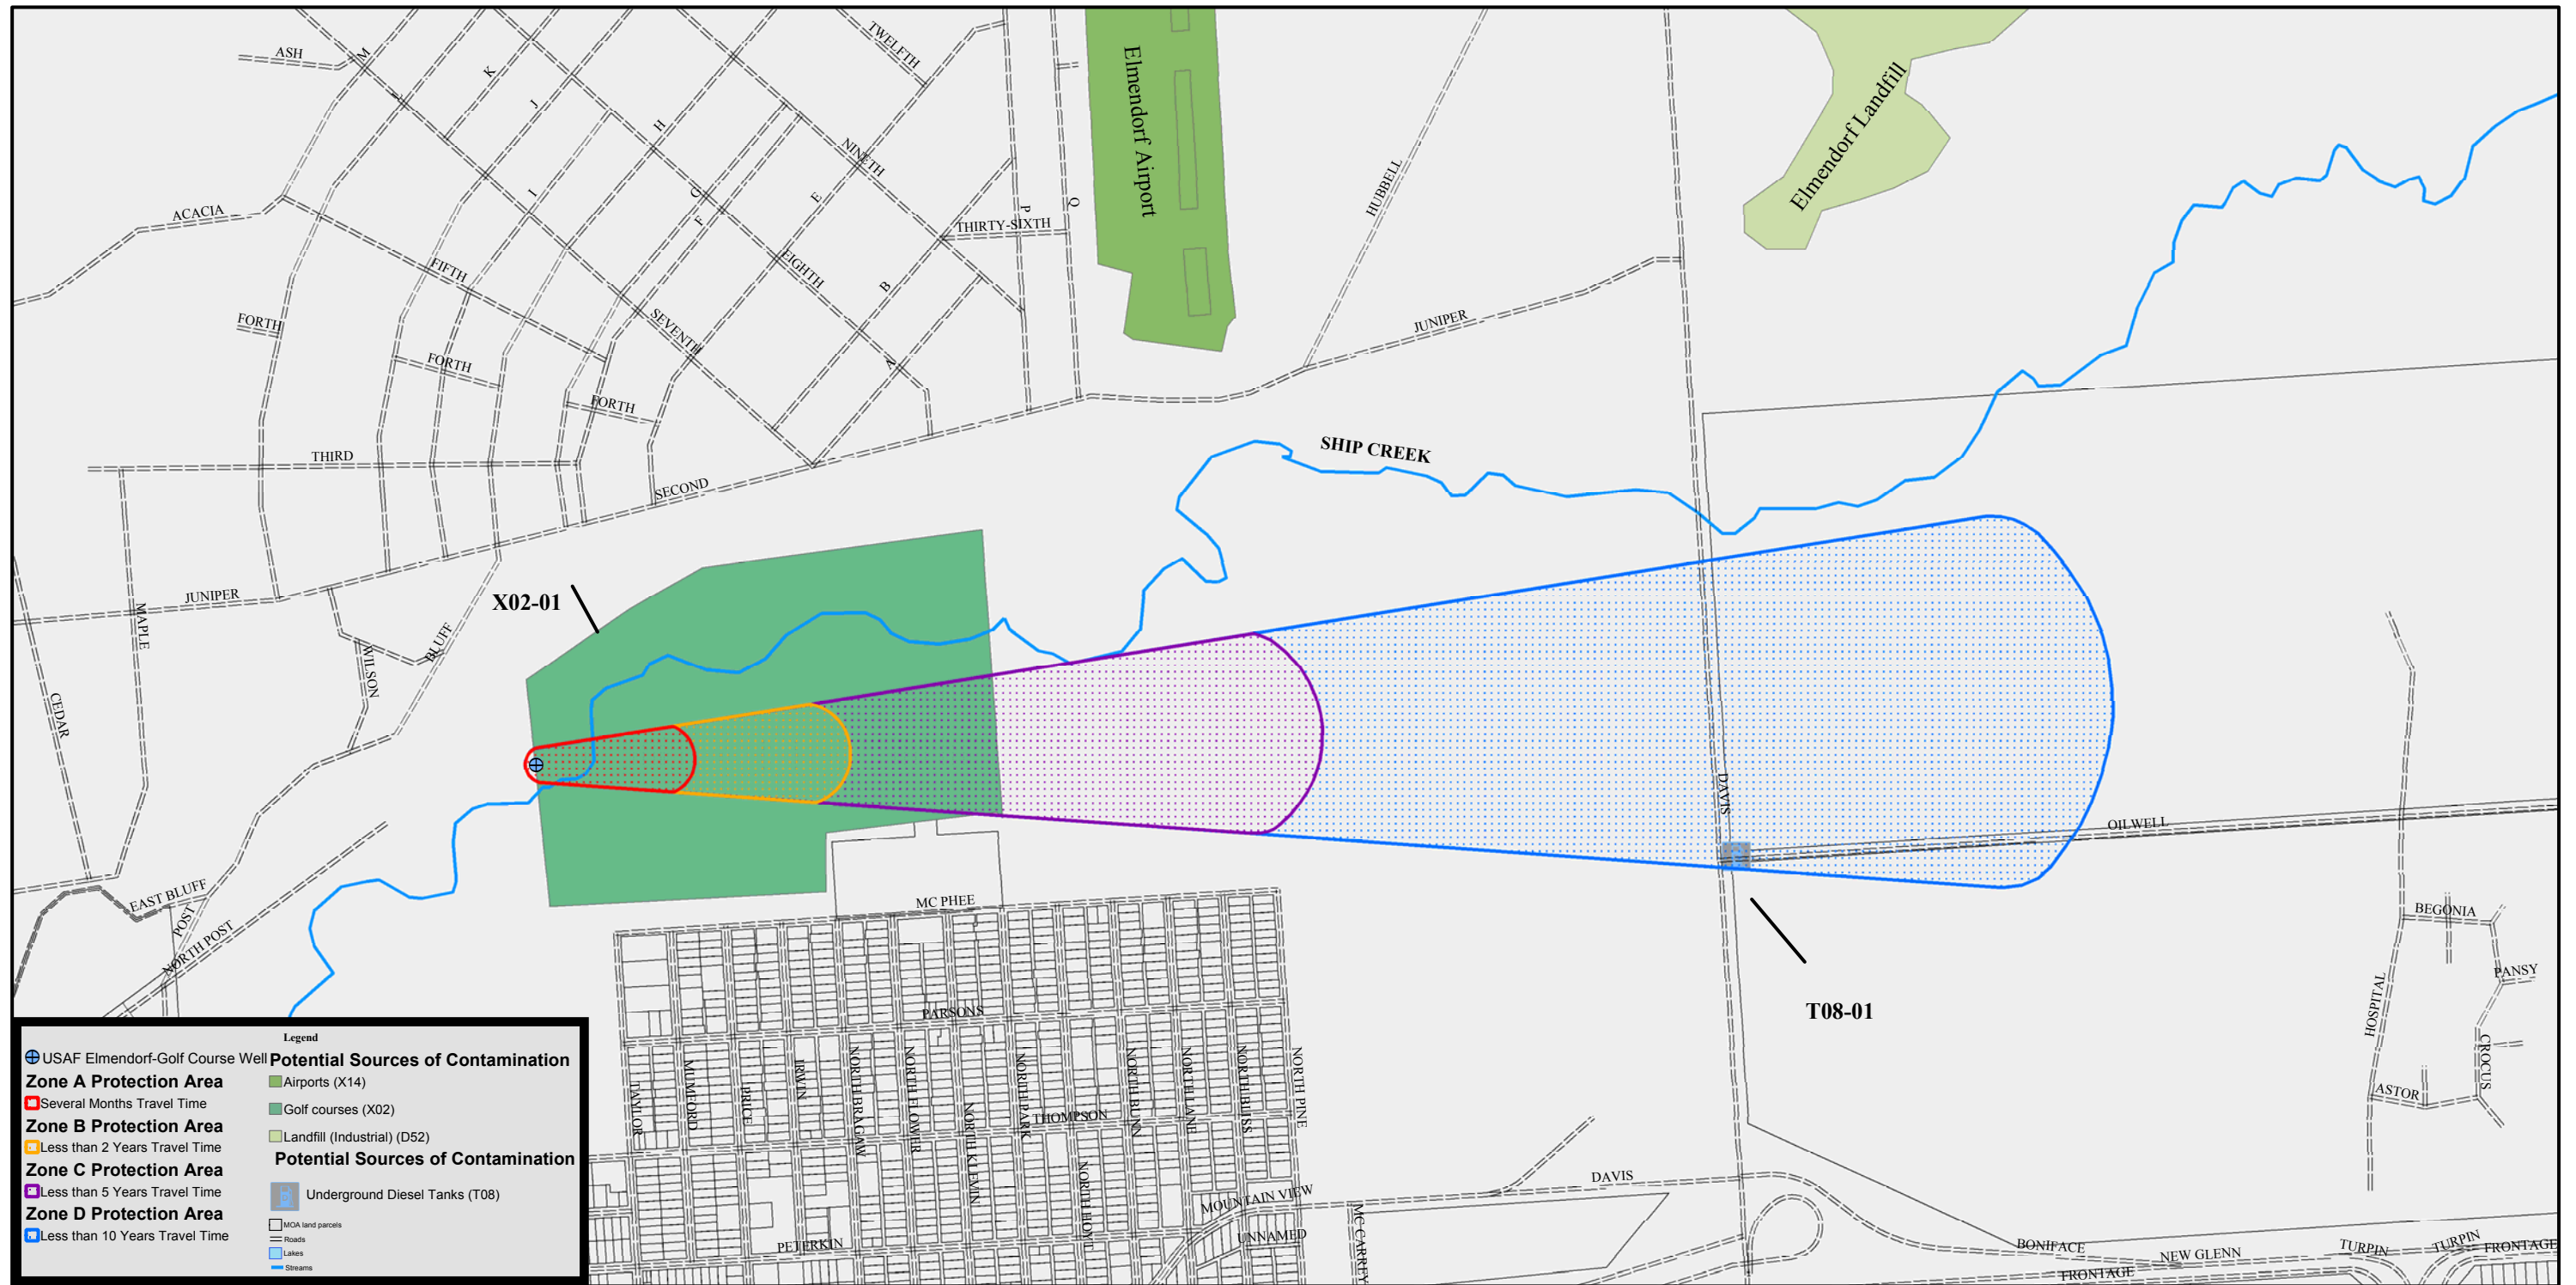 ASH
M
K
J
TWELFTH
H
I
G
F
E
NINETH
ACACIA
P
Q
THIRTY-SIXTH
Elmendorf Airport
HUBBELL
Elmendorf Landfill
FIFTH
EIGHTH
B
FORTH
SEVENTH
JUNIPER
FORTH
A
FORTH
SHIP CREEK
THIRD
SECOND
X02-01
JUNIPER
MAPLE
BLUFF
WILSON
CEDAR
DAVIS
OILWELL
EAST BLUFF
POST
NORTH POST
MC PHEE
BEGONIA
PANSY
HOSPITAL
T08-01
PARSONS
CROCUS
TAYLOR
MUMFORD
PRICE
IRWIN
NORTH BRAGAW
NORTH FLOWER
NORTH KLEVIN
NORTH PARK
NORTH HOYT
NORTH BUNN
NORTH LANE
NORTH BLISS
NORTH PINE
THOMPSON
ASTOR
DAVIS
MOUNTAIN VIEW
MC CARREY
UNNAMED
PETERKIN
BONIFACE
NEW GLENN
TURPIN
TURPIN
FRONTAGE
FRONTAGE
Legend
USAF Elmendorf-Golf Course Well
Zone A Protection Area
Several Months Travel Time
Zone B Protection Area
Less than 2 Years Travel Time
Zone C Protection Area
Less than 5 Years Travel Time
Zone D Protection Area
Less than 10 Years Travel Time
Potential Sources of Contamination
Airports (X14)
Golf courses (X02)
Landfill (Industrial) (D52)
Potential Sources of Contamination
Underground Diesel Tanks (T08)
MOA land parcels
Roads
Lakes
Streams